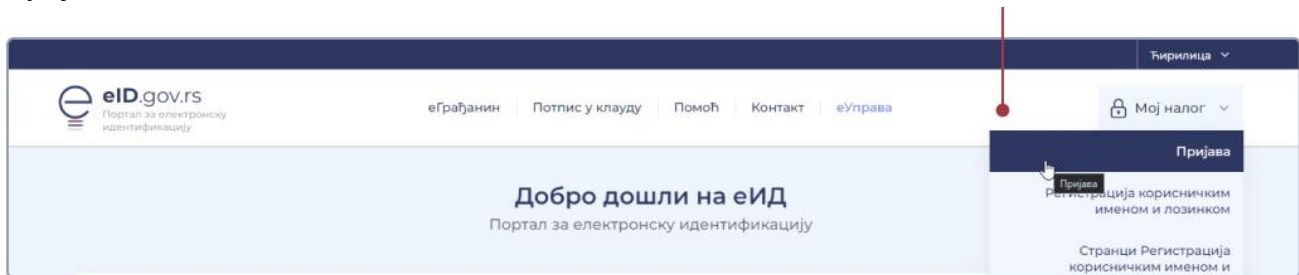 Ћирилица
eID.gov.rs
Портал за електронску
идентификацију
еГрађанин Потпис у клауду Помоћ Контакт еУправа
Мој налог
Пријава
Пријава
Регистрација корисничким
именом и лозинком
Странци Регистрација
корисничким именом и
Добро дошли на еИД
Портал за електронску идентификацију